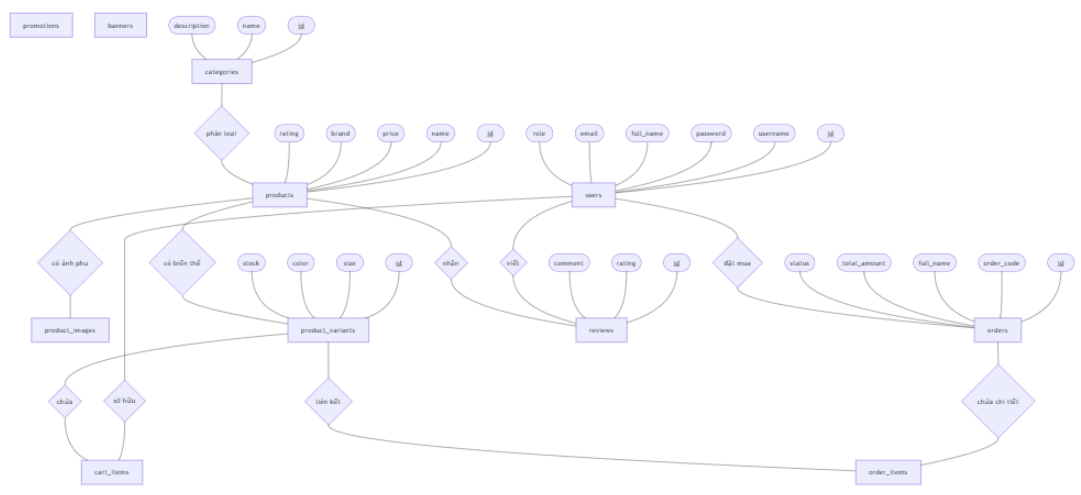 promotions
banners
description
name
id
categories
phân loại
rating
brand
price
name
id
role
email
full_name
password
username
id
products
users
có ảnh phụ
có biến thể
stock
color
size
id
nhận
viết
comment
rating
id
đặt mua
status
total_amount
full_name
order_code
id
product_images
product_variants
reviews
orders
chứa
sở hữu
liên kết
chứa chi tiết
cart_items
order_items